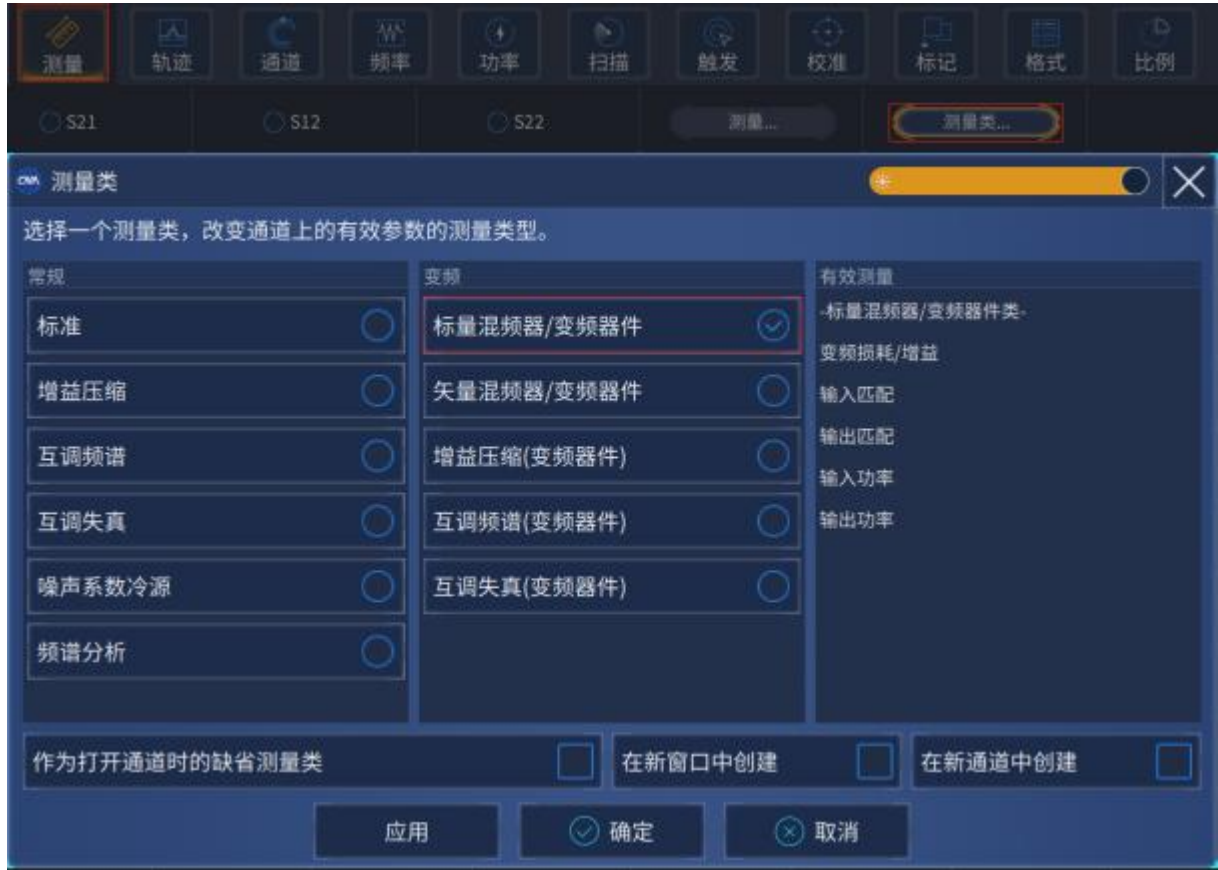 测量 轨迹 通道 频率 功率 扫描 触发 校准 标记 格式 比例
S21 S12 S22 测量... 测量类...
CNA 测量类
选择一个测量类，改变通道上的有效参数的测量类型。
常规
标准
增益压缩
互调频谱
互调失真
噪声系数冷源
频谱分析
变频
标量混频器/变频器件
矢量混频器/变频器件
增益压缩(变频器件)
互调频谱(变频器件)
互调失真(变频器件)
有效测量
-标量混频器/变频器件类-
变频损耗/增益
输入匹配
输出匹配
输入功率
输出功率
作为打开通道时的缺省测量类 在新窗口中创建 在新通道中创建
应用 确定 取消